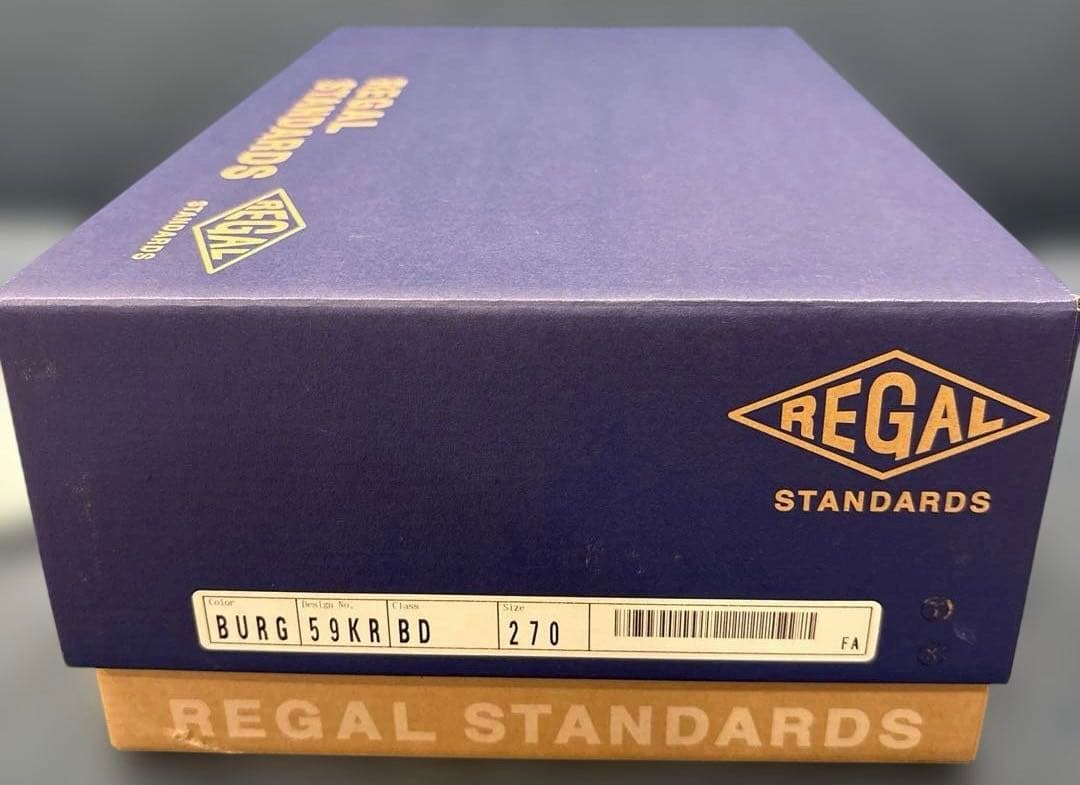 REGAL
STANDARDS
REGAL
STANDARDS
REGAL
STANDARDS
Color Design No. Class Size
BURG 59KR BD 270 FA
REGAL STANDARDS